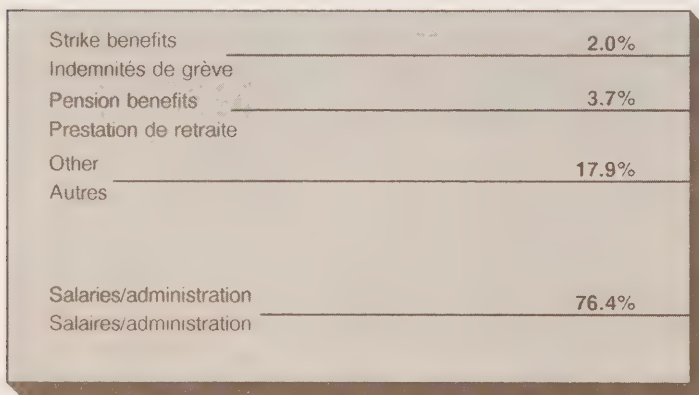 Strike benefits 2.0%
Indemnités de grève
Pension benefits 3.7%
Prestation de retraite
Other 17.9%
Autres
Salaries/administration 76.4%
Salaires/administration